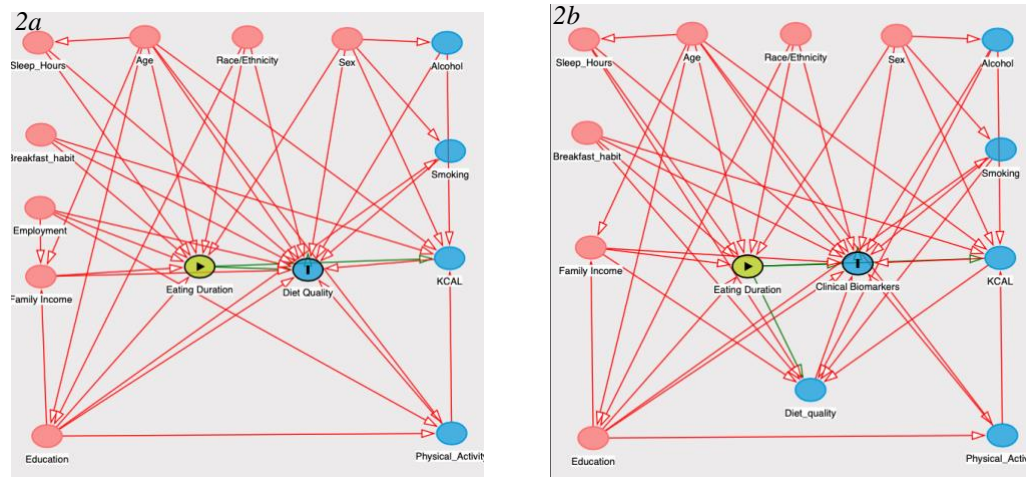 2a
Sleep_Hours
Age
Race/Ethnicity
Sex
Alcohol
Breakfast_habit
Smoking
Employment
Family Income
Eating Duration
Diet Quality
KCAL
Education
Physical_Activity
2b
Sleep_Hours
Age
Race/Ethnicity
Sex
Alcohol
Breakfast_habit
Smoking
Family Income
Eating Duration
Clinical Biomarkers
KCAL
Diet_quality
Education
Physical_Activi